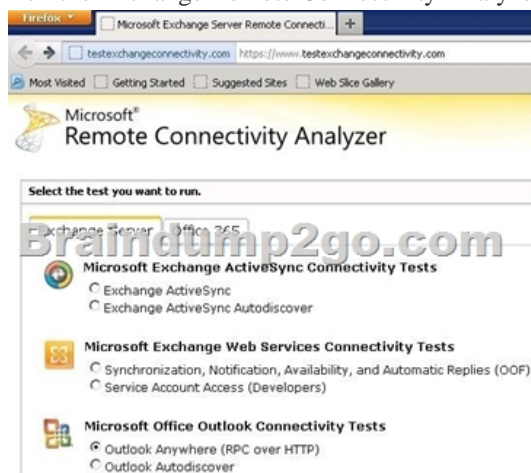 Firefox
Microsoft Exchange Server Remote Connecti... +
testexchangeconnectivity.com https://www.testexchangeconnectivity.com
Most Visited Getting Started Suggested Sites Web Slice Gallery
Microsoft®
Remote Connectivity Analyzer
Select the test you want to run.
Exchange Server Office 365
Braindump2go.com
Microsoft Exchange ActiveSync Connectivity Tests
Exchange ActiveSync
Exchange ActiveSync Autodiscover
Microsoft Exchange Web Services Connectivity Tests
Synchronization, Notification, Availability, and Automatic Replies (OOF)
Service Account Access (Developers)
Microsoft Office Outlook Connectivity Tests
Outlook Anywhere (RPC over HTTP)
Outlook Autodiscover